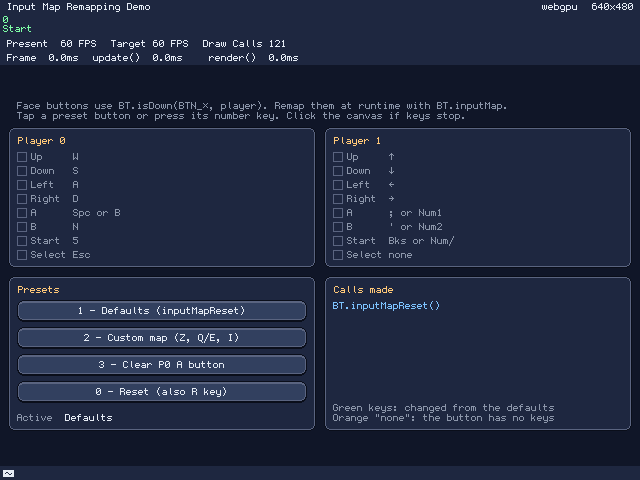 Input Map Remapping Demo webgpu 640x480
0
Start
Present 60 FPS Target 60 FPS Draw Calls 121
Frame 0.0ms update() 0.0ms render() 0.0ms
Face buttons use BT.isDown(BTN_x, player). Remap them at runtime with BT.inputMap.
Tap a preset button or press its number key. Click the canvas if keys stop.
Player 0
Up W
Down S
Left A
Right D
A Spc or B
B N
Start 5
Select Esc
Player 1
Up ↑
Down ↓
Left ←
Right →
A ; or Num1
B ' or Num2
Start Bks or Num/
Select none
Presets
1 - Defaults (inputMapReset)
2 - Custom map (Z, Q/E, I)
3 - Clear P0 A button
0 - Reset (also R key)
Active Defaults
Calls made
BT.inputMapReset()
Green keys: changed from the defaults
Orange "none": the button has no keys
~